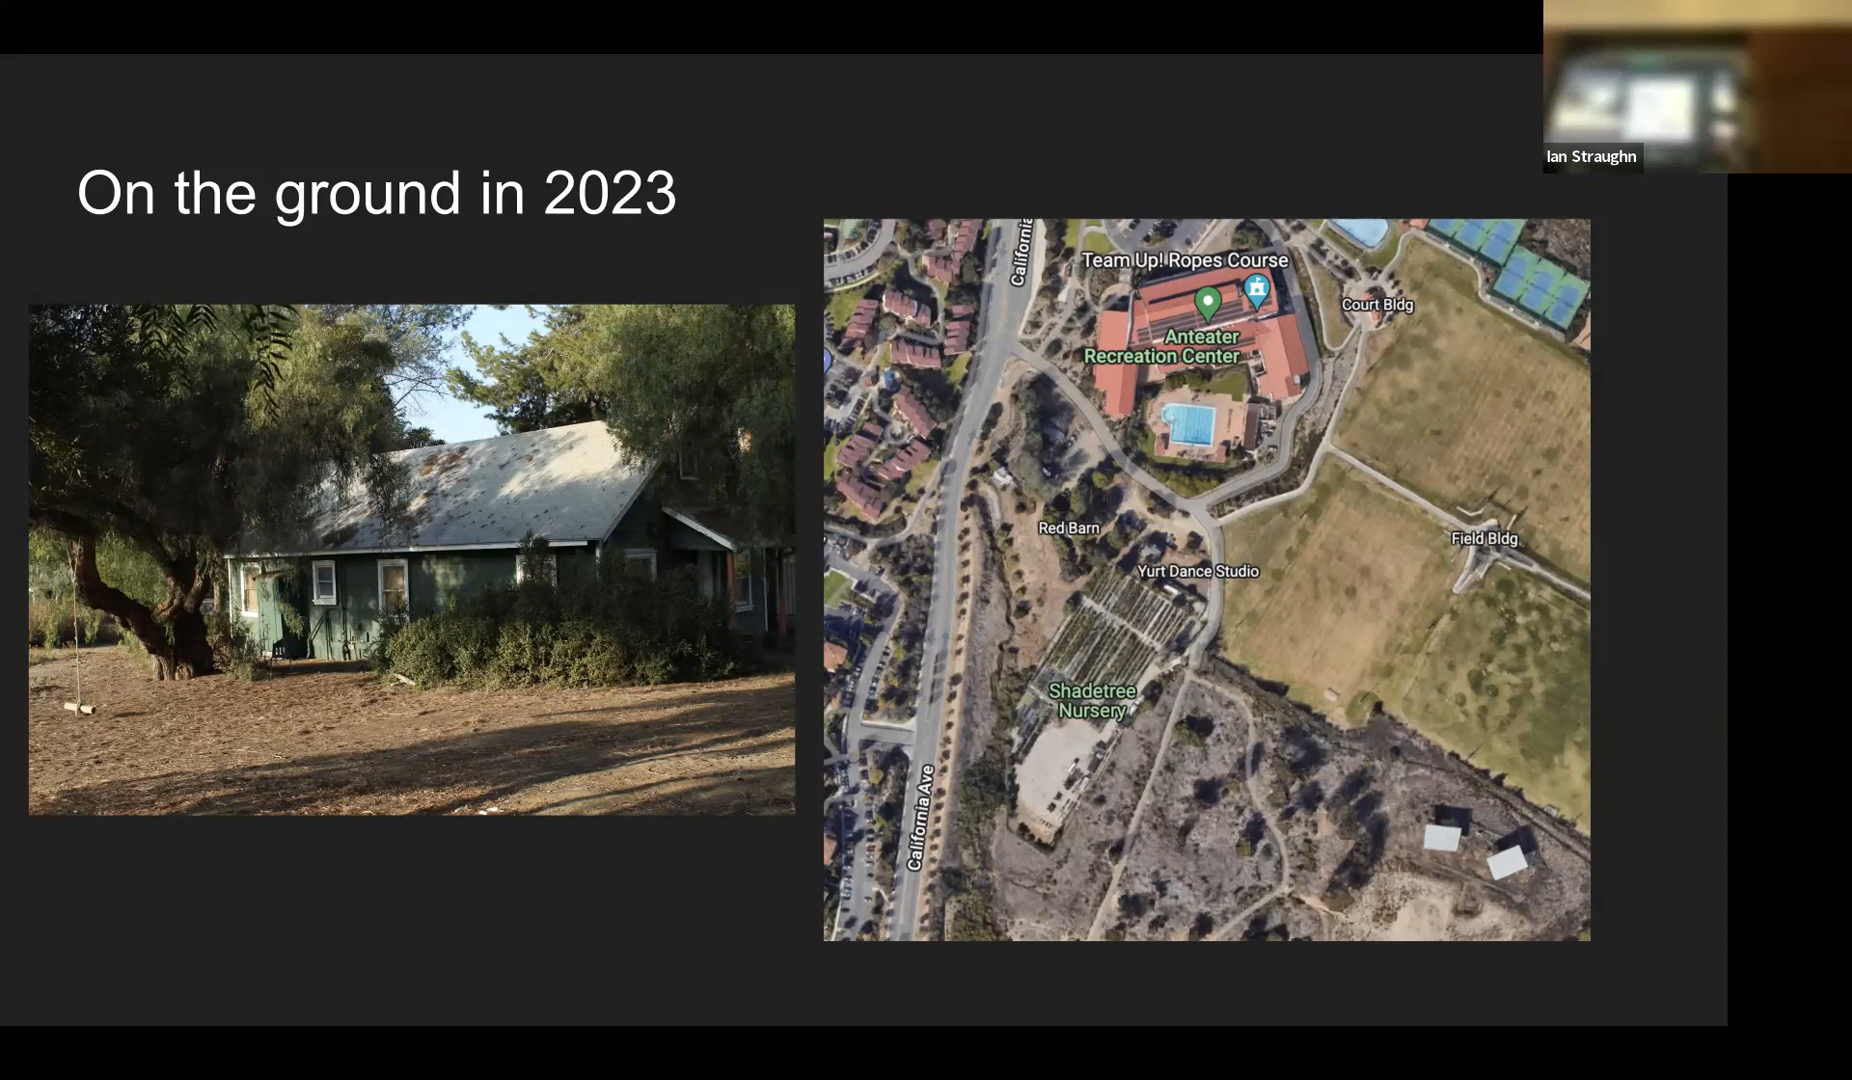 Ian Straughn
On the ground in 2023
California
Team Up! Ropes Course
Court Bldg
Anteater
Recreation Center
Red Barn
Field Bldg
Yurt Dance Studio
Shadetree
Nursery
California Ave